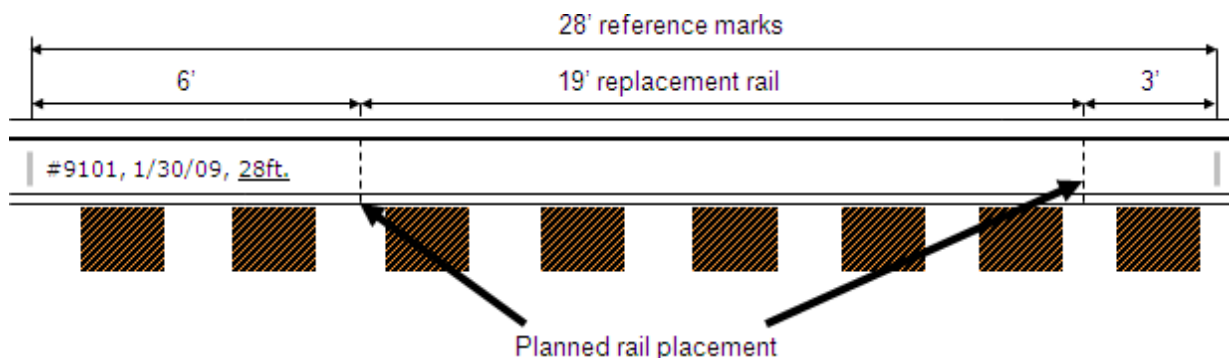 28’ reference marks
6’ 19’ replacement rail 3’
#9101, 1/30/09, 28ft.
Planned rail placement